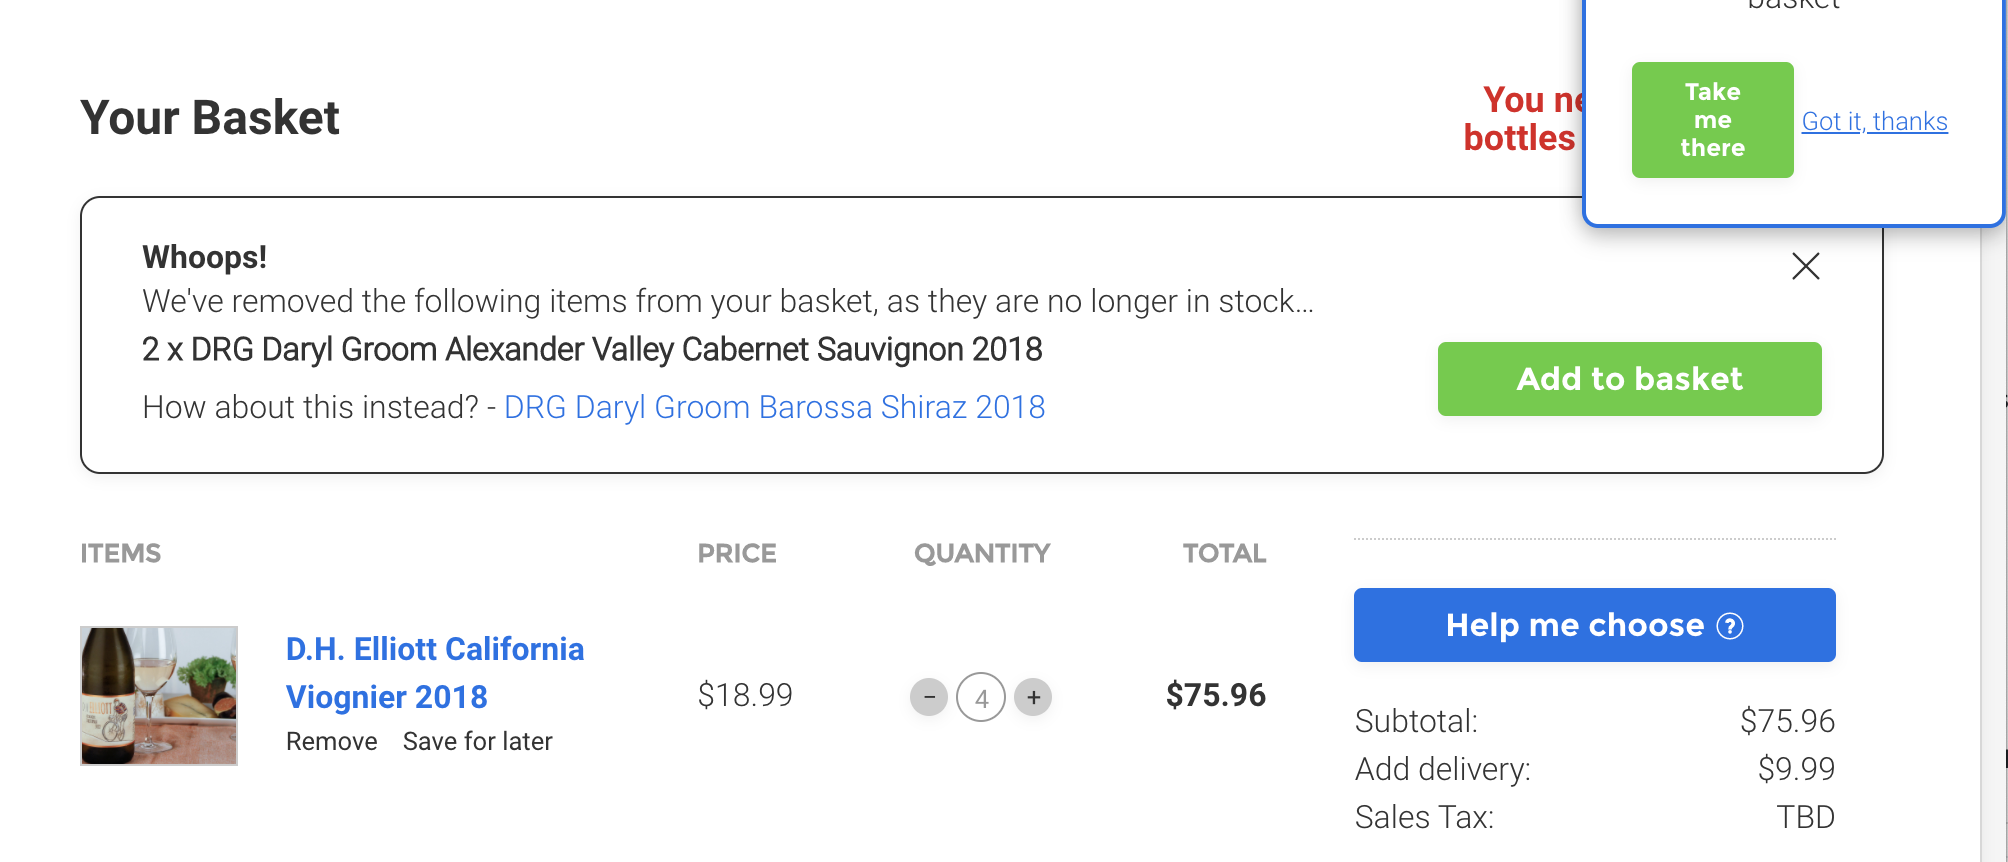 basket
Take
me
there
Got it, thanks
Your Basket
You
bottles
Whoops!
We've removed the following items from your basket, as they are no longer in stock...
2 x DRG Daryl Groom Alexander Valley Cabernet Sauvignon 2018
How about this instead? - DRG Daryl Groom Barossa Shiraz 2018
Add to basket
ITEMS PRICE QUANTITY TOTAL
D.H. Elliott California
Viognier 2018
Remove Save for later
$18.99
- 4 +
$75.96
Help me choose ?
Subtotal: $75.96
Add delivery: $9.99
Sales Tax: TBD